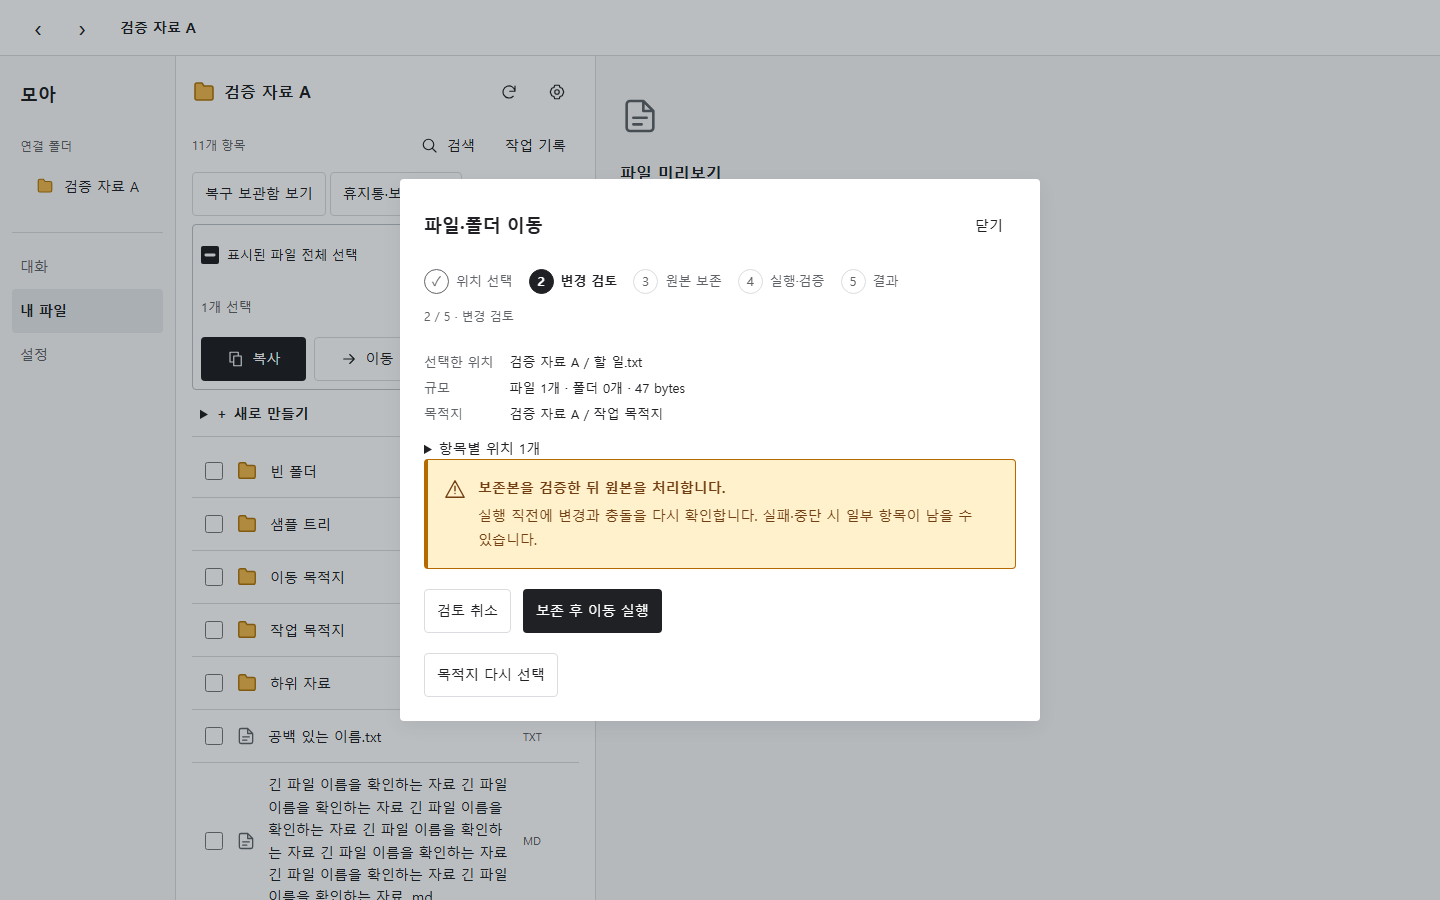 검증 자료 A
모아
연결 폴더
검증 자료 A
대화
내 파일
설정
검증 자료 A
11개 항목
검색
작업 기록
복구 보관함 보기
휴지통·보
표시된 파일 전체 선택
1개 선택
복사
이동
+ 새로 만들기
빈 폴더
샘플 트리
이동 목적지
작업 목적지
하위 자료
공백 있는 이름.txt
TXT
긴 파일 이름을 확인하는 자료 긴 파일
이름을 확인하는 자료 긴 파일 이름을
확인하는 자료 긴 파일 이름을 확인하
는 자료 긴 파일 이름을 확인하는 자료
긴 파일 이름을 확인하는 자료 긴 파일
이름을 확인하는 자료 .md
MD
파일 미리보기
파일·폴더 이동
닫기
위치 선택
2 변경 검토
3 원본 보존
4 실행·검증
5 결과
2 / 5 · 변경 검토
선택한 위치 검증 자료 A / 할 일.txt
규모 파일 1개 · 폴더 0개 · 47 bytes
목적지 검증 자료 A / 작업 목적지
항목별 위치 1개
보존본을 검증한 뒤 원본을 처리합니다.
실행 직전에 변경과 충돌을 다시 확인합니다. 실패·중단 시 일부 항목이 남을 수
있습니다.
검토 취소
보존 후 이동 실행
목적지 다시 선택